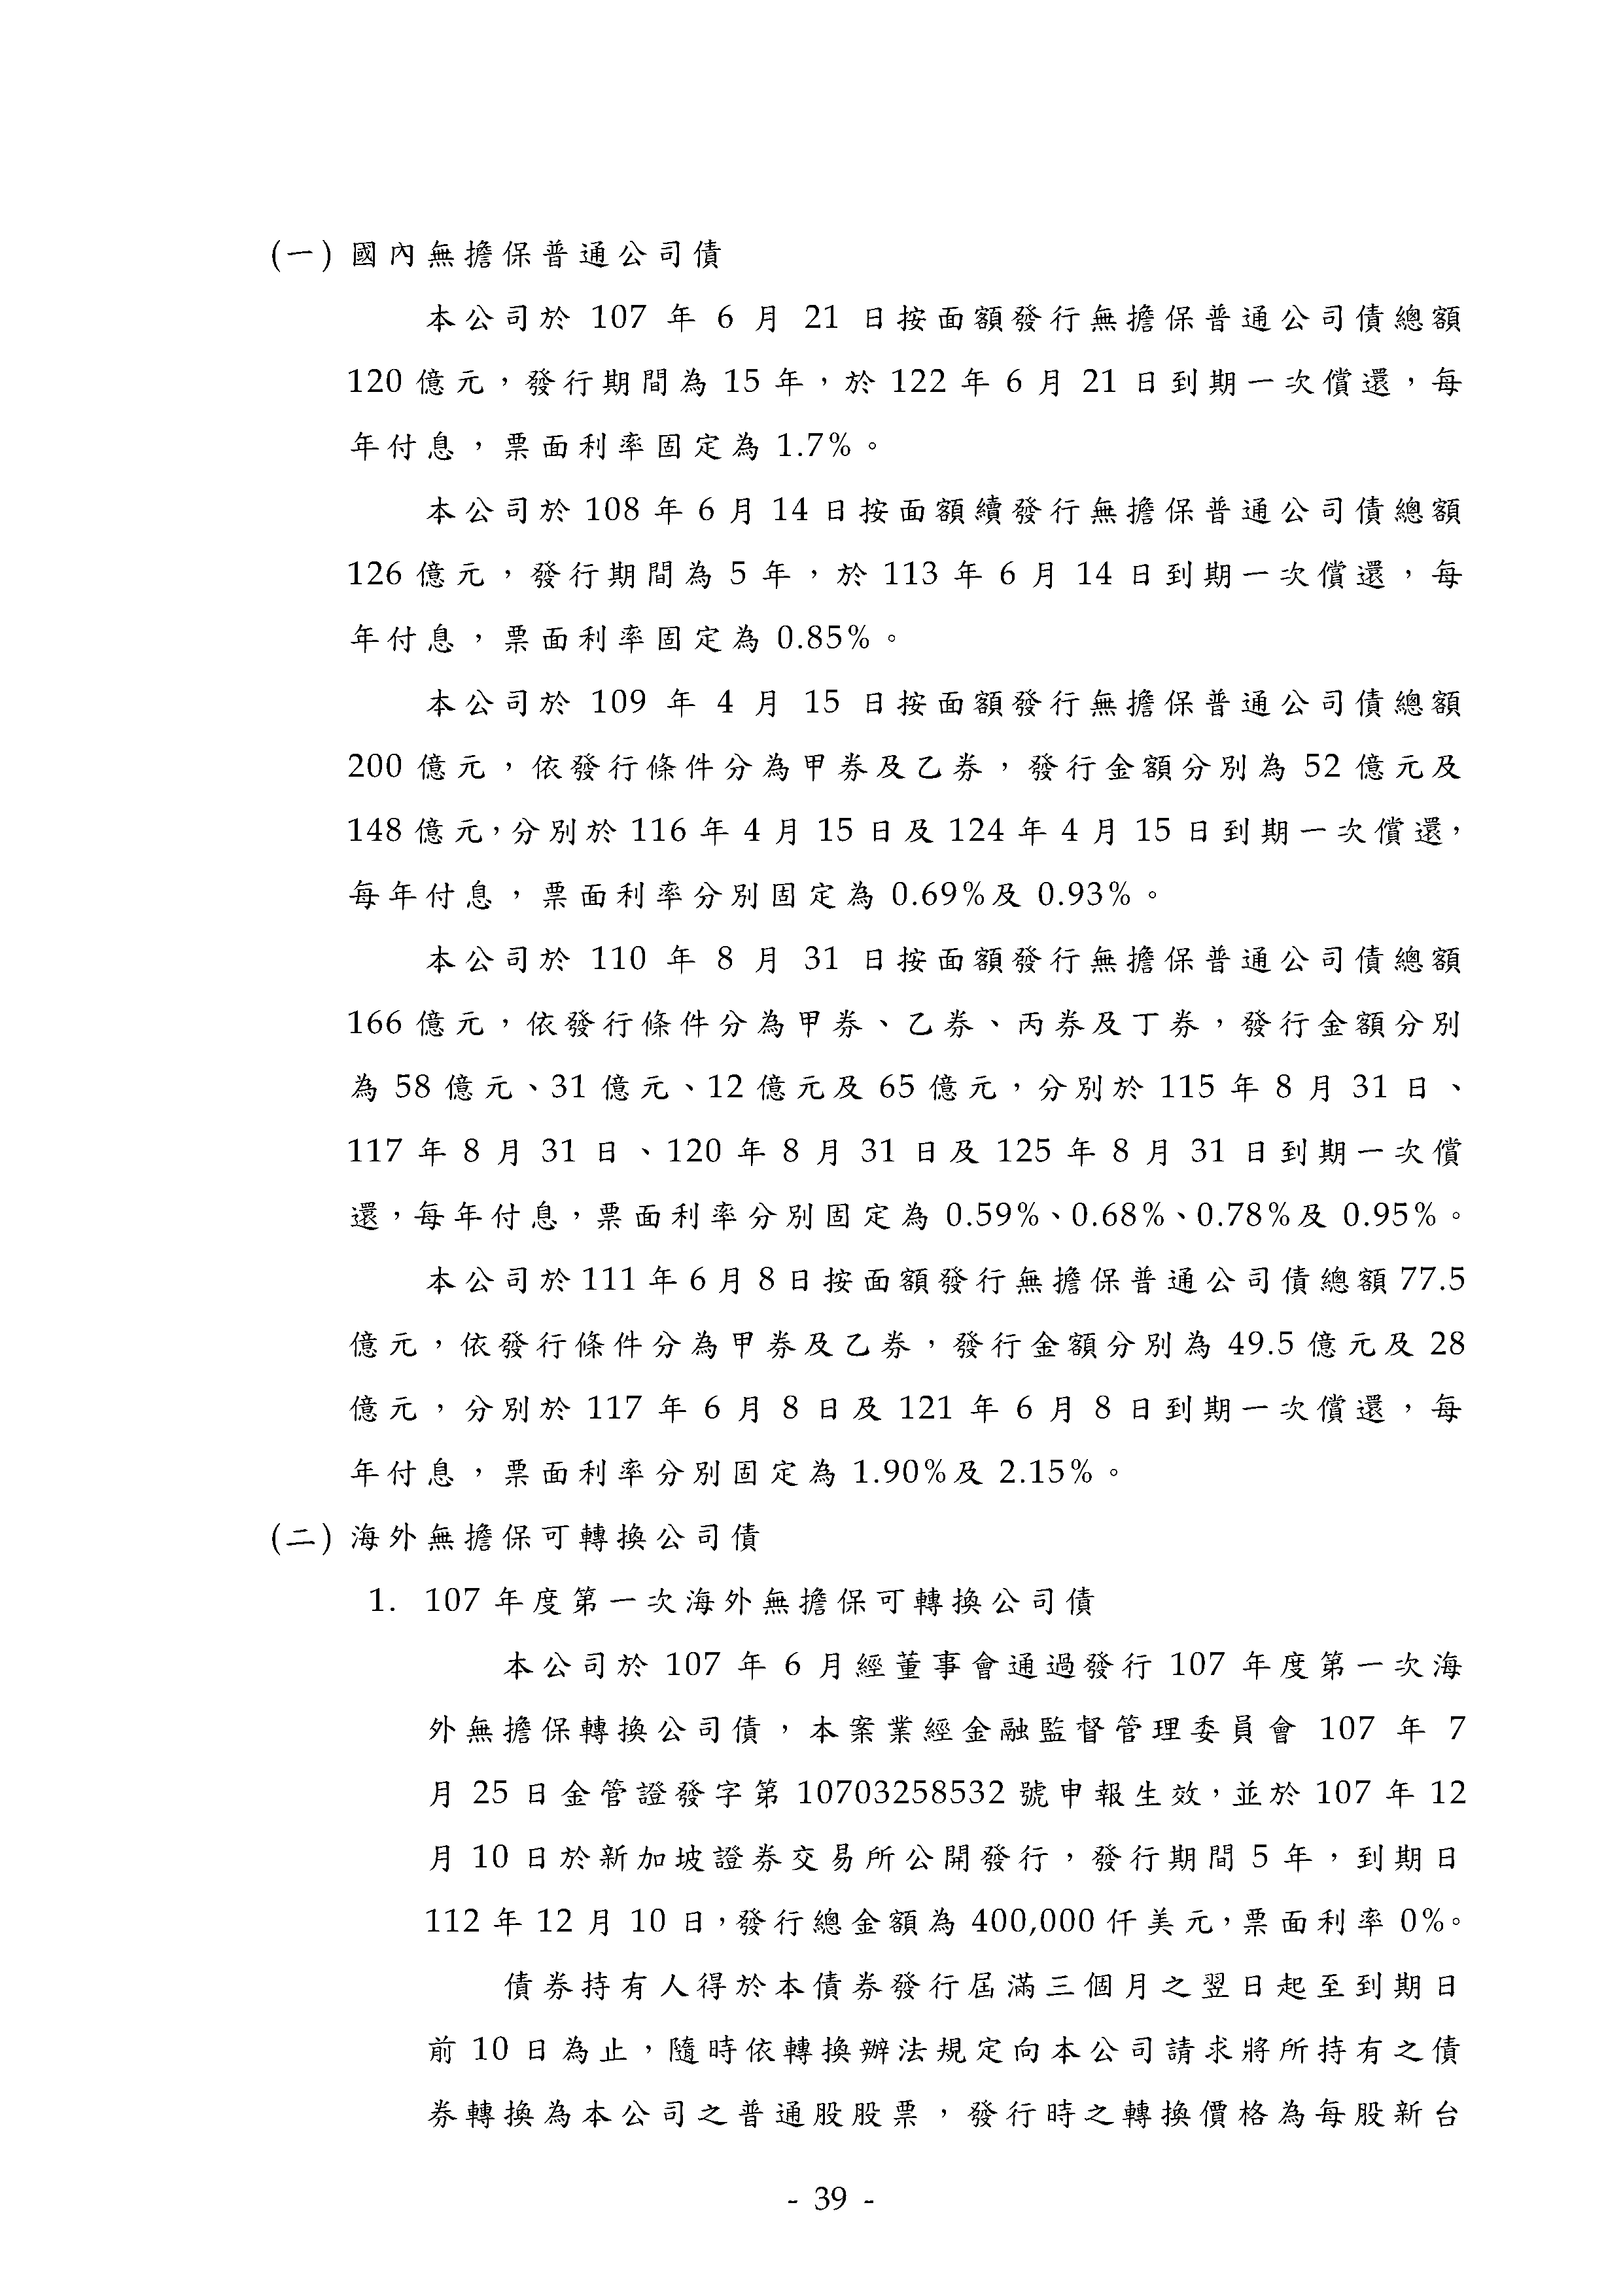 (一) 國內無擔保普通公司債
本公司於 107 年 6 月 21 日按面額發行無擔保普通公司債總額
120 億元，發行期間為 15 年，於 122 年 6 月 21 日到期一次償還，每
年付息，票面利率固定為 1.7%。
本公司於 108 年 6 月 14 日按面額續發行無擔保普通公司債總額
126 億元，發行期間為 5 年，於 113 年 6 月 14 日到期一次償還，每
年付息，票面利率固定為 0.85%。
本公司於 109 年 4 月 15 日按面額發行無擔保普通公司債總額
200 億元，依發行條件分為甲券及乙券，發行金額分別為 52 億元及
148 億元，分別於 116 年 4 月 15 日及 124 年 4 月 15 日到期一次償還，
每年付息，票面利率分別固定為 0.69%及 0.93%。
本公司於 110 年 8 月 31 日按面額發行無擔保普通公司債總額
166 億元，依發行條件分為甲券、乙券、丙券及丁券，發行金額分別
為 58 億元、31 億元、12 億元及 65 億元，分別於 115 年 8 月 31 日、
117 年 8 月 31 日、120 年 8 月 31 日及 125 年 8 月 31 日到期一次償
還，每年付息，票面利率分別固定為 0.59%、0.68%、0.78%及 0.95%。
本公司於 111 年 6 月 8 日按面額發行無擔保普通公司債總額 77.5
億元，依發行條件分為甲券及乙券，發行金額分別為 49.5 億元及 28
億元，分別於 117 年 6 月 8 日及 121 年 6 月 8 日到期一次償還，每
年付息，票面利率分別固定為 1.90%及 2.15%。
(二) 海外無擔保可轉換公司債
1. 107 年度第一次海外無擔保可轉換公司債
本公司於 107 年 6 月經董事會通過發行 107 年度第一次海
外無擔保轉換公司債，本案業經金融監督管理委員會 107 年 7
月 25 日金管證發字第 10703258532 號申報生效，並於 107 年 12
月 10 日於新加坡證券交易所公開發行，發行期間 5 年，到期日
112 年 12 月 10 日，發行總金額為 400,000 仟美元，票面利率 0%。
債券持有人得於本債券發行屆滿三個月之翌日起至到期日
前 10 日為止，隨時依轉換辦法規定向本公司請求將所持有之債
券轉換為本公司之普通股股票，發行時之轉換價格為每股新台
- 39 -